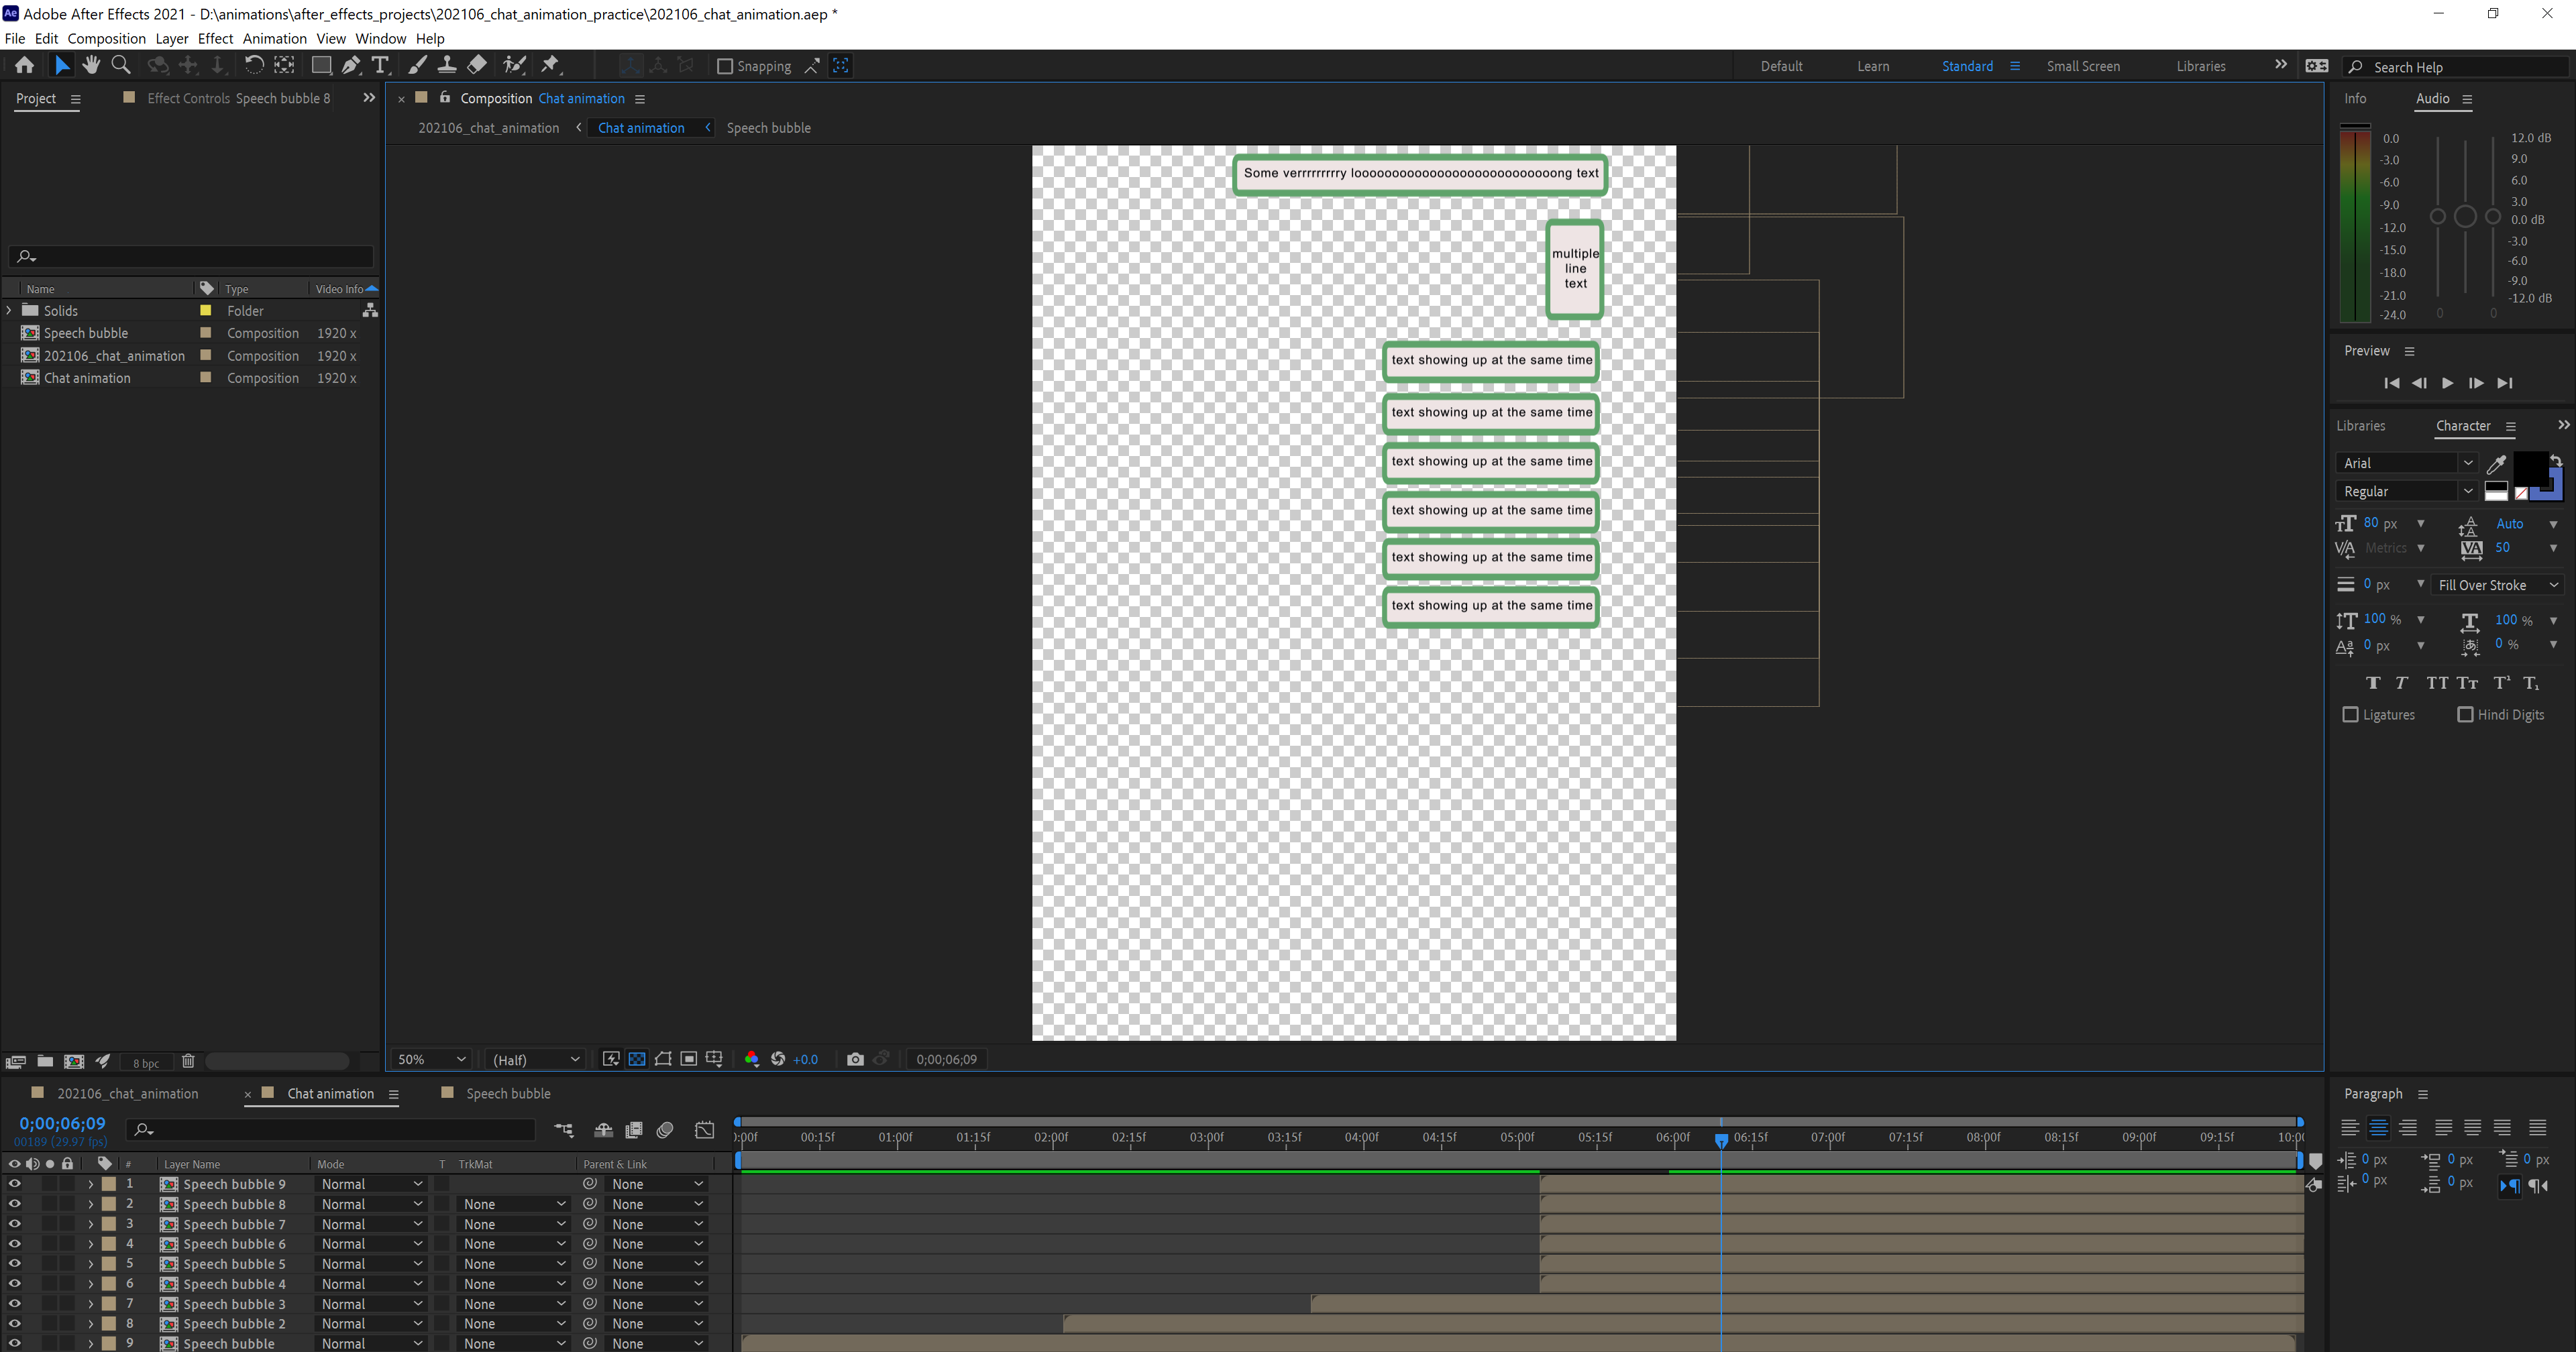 Adobe After Effects 2021 - D:\animations\after_effects_projects\202106_chat_animation_practice\202106_chat_animation.aep *
File Edit Composition Layer Effect Animation View Window Help
Snapping
Default Learn Standard Small Screen Libraries
Search Help
Project Effect Controls Speech bubble 8
Composition Chat animation
202106_chat_animation Chat animation Speech bubble
Name Type Video Info
Solids Folder
Speech bubble Composition 1920 x
202106_chat_animation Composition 1920 x
Chat animation Composition 1920 x
8 bpc
Some verrrrrrrrry looooooooooooooooooooooooooooong text
multiple
line
text
text showing up at the same time
text showing up at the same time
text showing up at the same time
text showing up at the same time
text showing up at the same time
text showing up at the same time
50% (Half) +0.0 0;00;06;09
Info Audio
0.0
-3.0
-6.0
-9.0
-12.0
-15.0
-18.0
-21.0
-24.0
12.0 dB
9.0
6.0
3.0
0.0 dB
-3.0
-6.0
-9.0
-12.0 dB
0 0
Preview
Libraries Character
Arial
Regular
80 px Auto
Metrics 50
0 px Fill Over Stroke
100 % 100 %
0 px 0 %
Ligatures Hindi Digits
202106_chat_animation Chat animation Speech bubble
0;00;06;09
00189 (29.97 fps)
):00f 00:15f 01:00f 01:15f 02:00f 02:15f 03:00f 03:15f 04:00f 04:15f 05:00f 05:15f 06:00f 06:15f 07:00f 07:15f 08:00f 08:15f 09:00f 09:15f 10:0(
# Layer Name Mode T TrkMat Parent & Link
1 Speech bubble 9 Normal None
2 Speech bubble 8 Normal None None
3 Speech bubble 7 Normal None None
4 Speech bubble 6 Normal None None
5 Speech bubble 5 Normal None None
6 Speech bubble 4 Normal None None
7 Speech bubble 3 Normal None None
8 Speech bubble 2 Normal None None
9 Speech bubble Normal None None
Paragraph
0 px 0 px 0 px
0 px 0 px